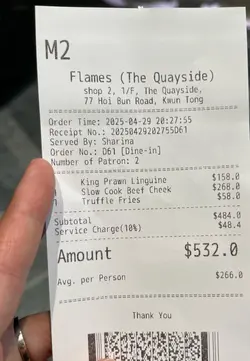 M2
Flames (The Quayside)
shop 2, 1/F, The Quayside,
77 Hoi Bun Road, Kwun Tong
Order Time: 2025-04-29 20:27:55
Receipt No.: 20250429202755D61
Served By: Sharina
Order No.: D61 [Dine-in]
Number of Patron: 2
King Prawn Linguine $158.0
Slow Cook Beef Cheek $268.0
Truffle Fries $58.0
Subtotal $484.0
Service Charge(10%) $48.4
Amount $532.0
Avg. per Person $266.0
Thank You